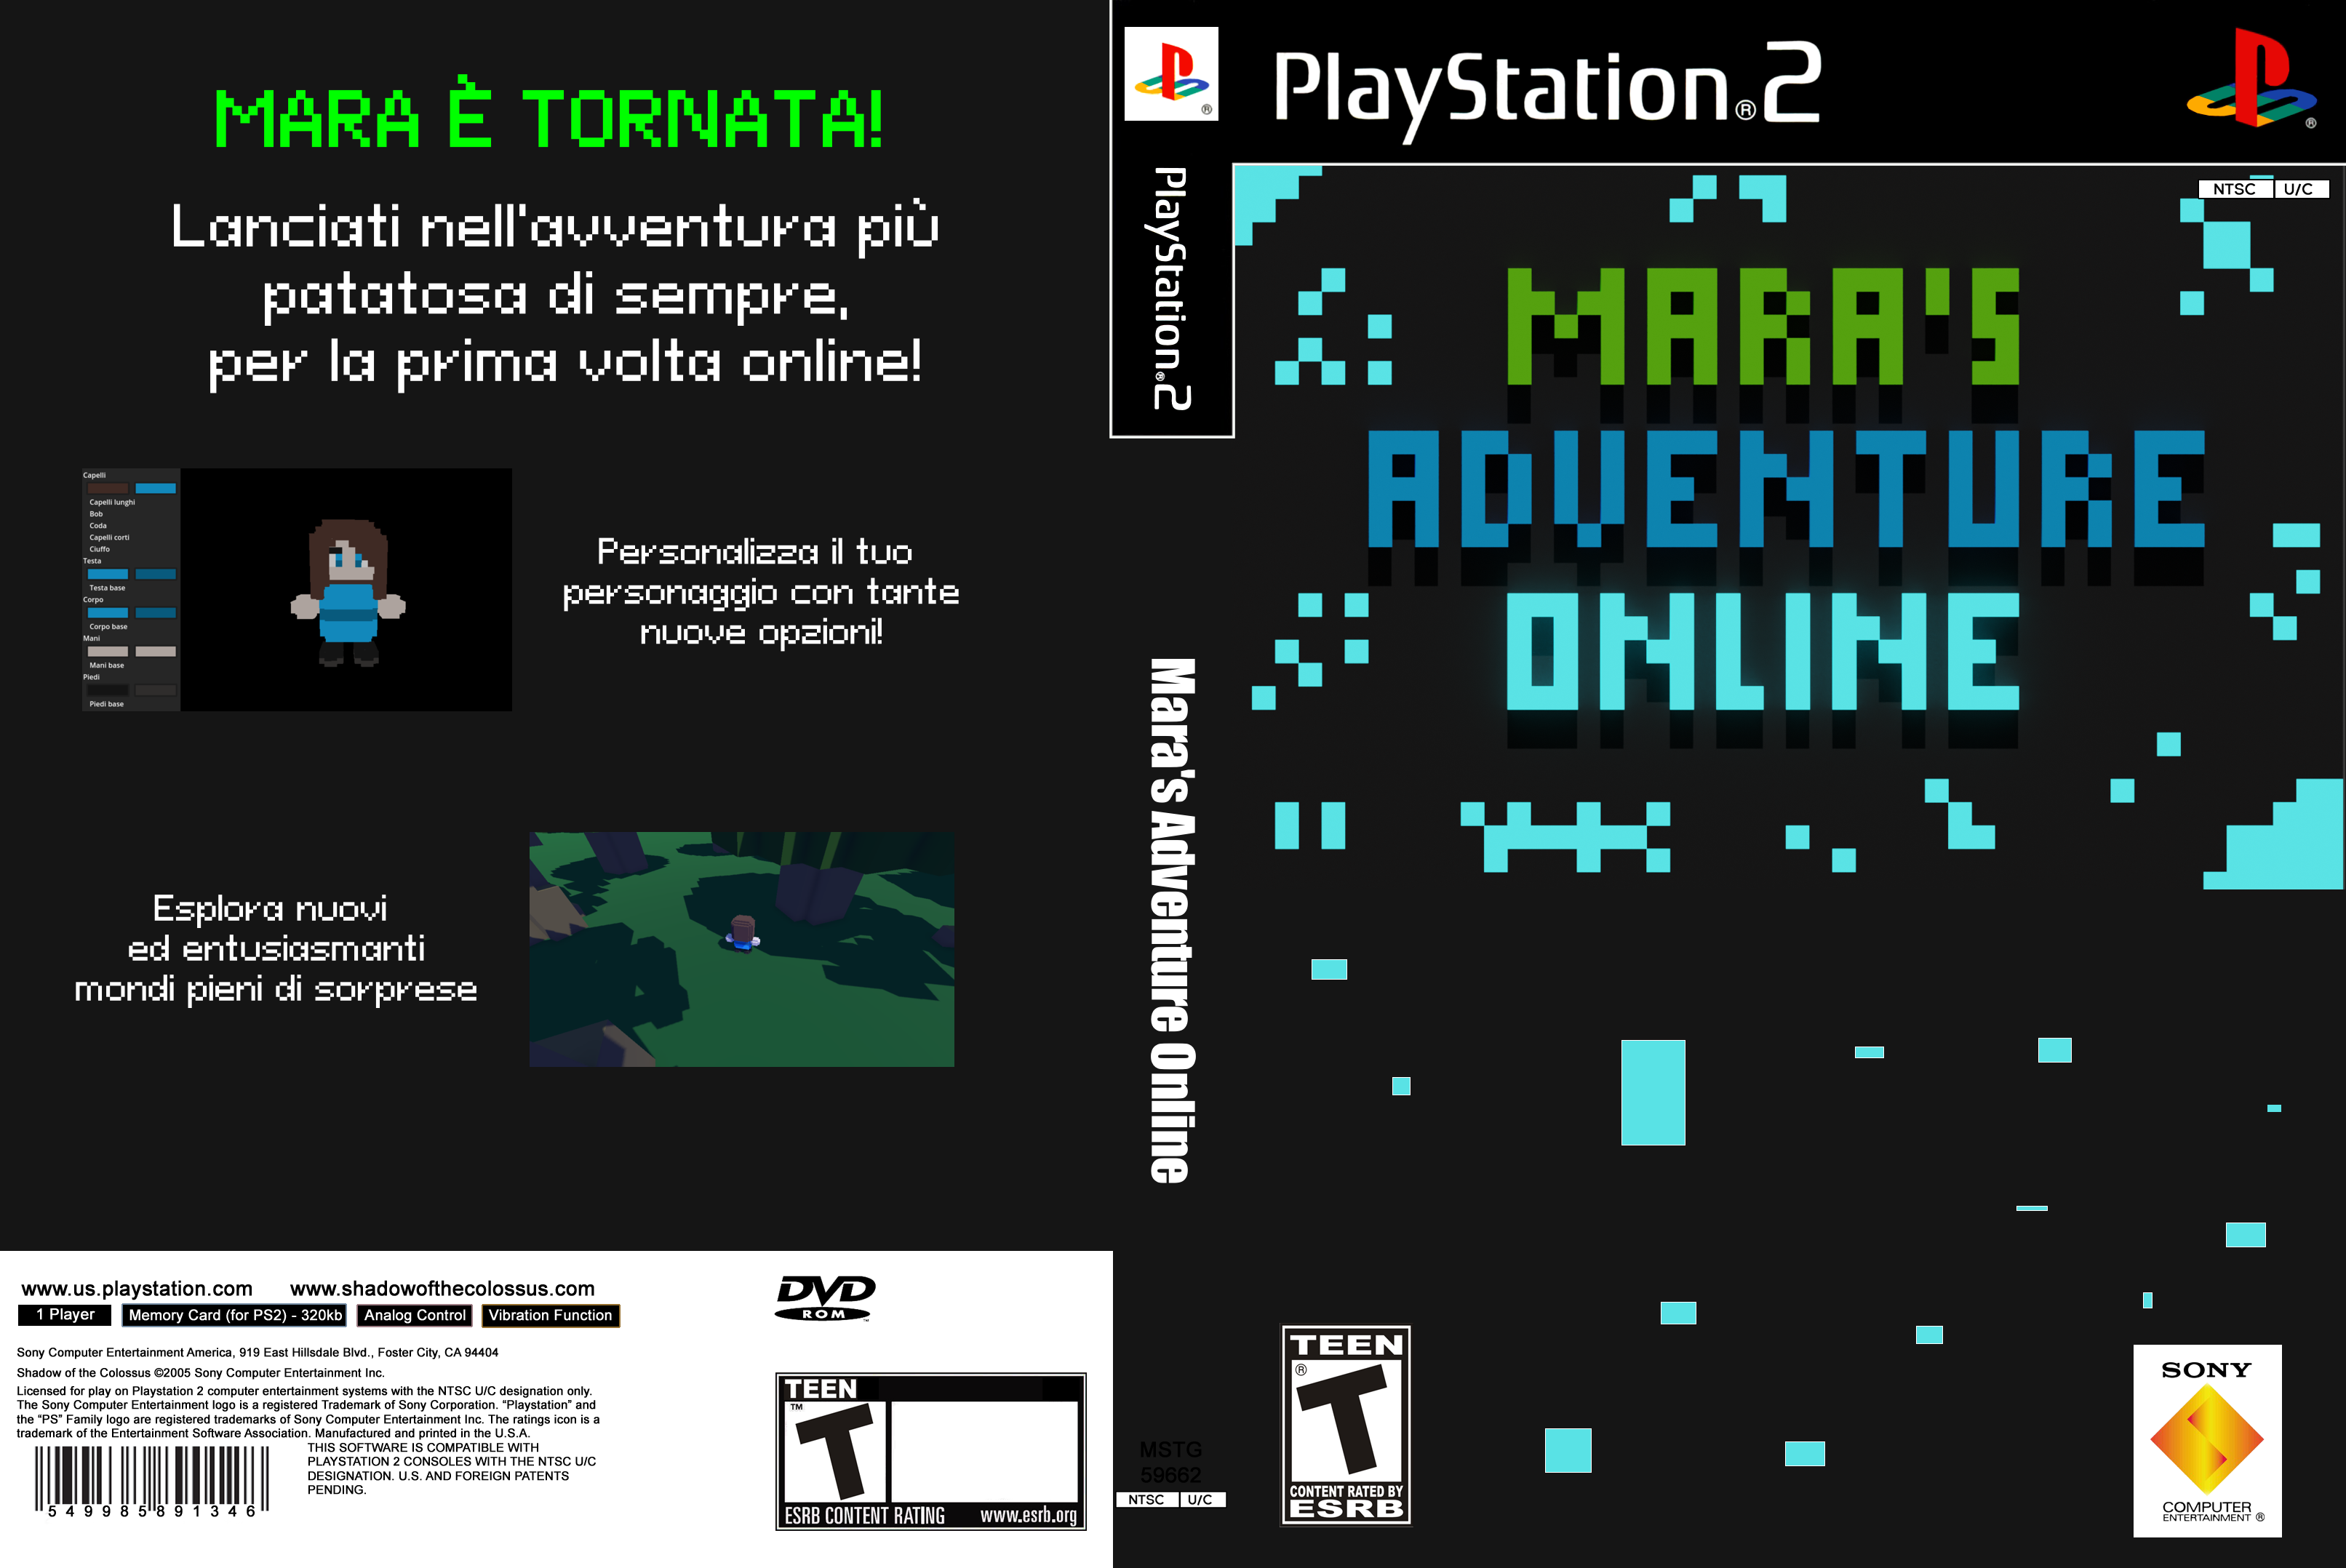 MARA È TORNATA!
Lanciati nell'avventura più
patatosa di sempre,
per la prima volta online!
Capelli
Capelli lunghi
Bob
Coda
Capelli corti
Ciuffo
Testa
Testa base
Corpo
Corpo base
Mani
Mani base
Piedi
Piedi base
Personalizza il tuo
personaggio con tante
nuove opzioni!
Esplora nuovi
ed entusiasmanti
mondi pieni di sorprese
www.us.playstation.com www.shadowofthecolossus.com
1 Player Memory Card (for PS2) - 320kb Analog Control Vibration Function
Sony Computer Entertainment America, 919 East Hillsdale Blvd., Foster City, CA 94404
Shadow of the Colossus ©2005 Sony Computer Entertainment Inc.
Licensed for play on Playstation 2 computer entertainment systems with the NTSC U/C designation only.
The Sony Computer Entertainment logo is a registered Trademark of Sony Corporation. “Playstation” and
the “PS” Family logo are registered trademarks of Sony Computer Entertainment Inc. The ratings icon is a
trademark of the Entertainment Software Association. Manufactured and printed in the U.S.A.
THIS SOFTWARE IS COMPATIBLE WITH
PLAYSTATION 2 CONSOLES WITH THE NTSC U/C
DESIGNATION. U.S. AND FOREIGN PATENTS
PENDING.
5 4 9 9 8 5 8 9 1 3 4 6
DVD
ROM
™
TEEN
™
T
ESRB CONTENT RATING www.esrb.org
®
PlayStation®2
Mara's Adventure Online
MSTG
59662
NTSC U/C
PlayStation®2
®
NTSC U/C
MARA'S
ADVENTURE
ONLINE
TEEN
®
T
CONTENT RATED BY
ESRB
SONY
COMPUTER
ENTERTAINMENT ®